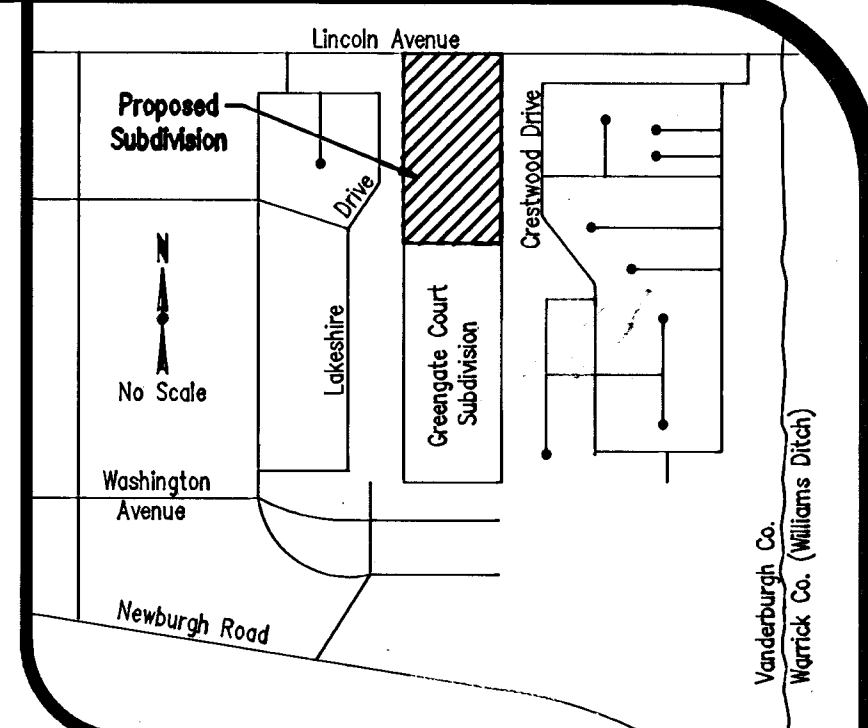 Lincoln Avenue
Proposed
Subdivision
Crestwood Drive
Drive
N
No Scale
Lakeshire
Greengate Court
Subdivision
Washington
Avenue
Newburgh Road
Vanderburgh Co.
Warrick Co. (Williams Ditch)